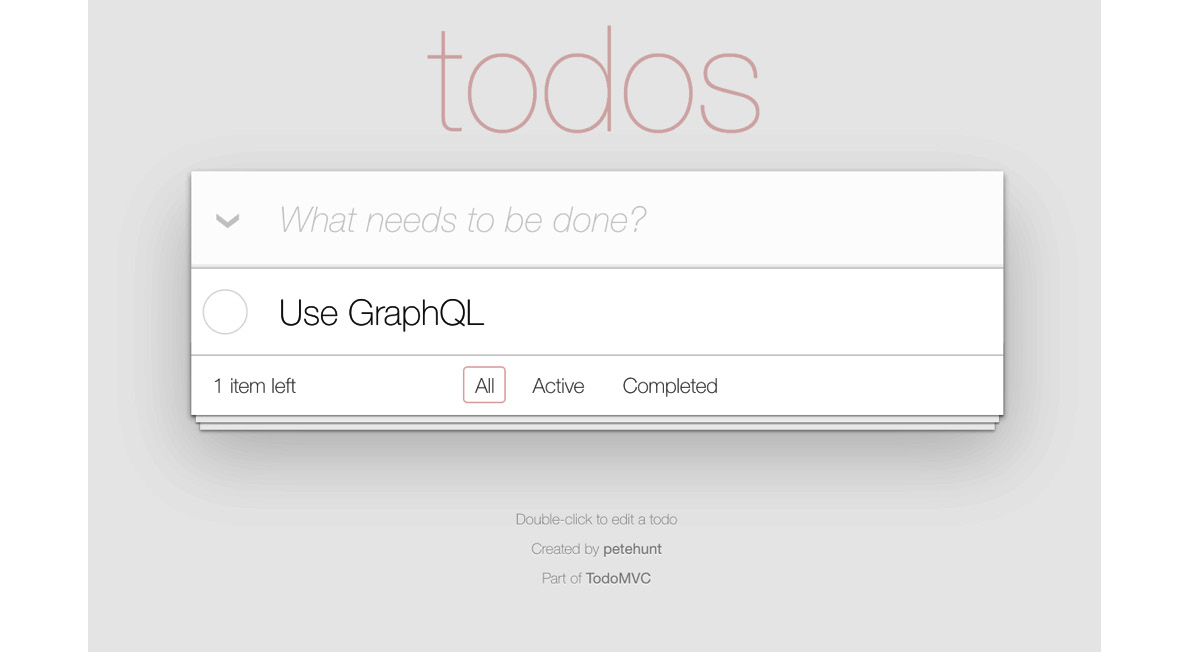 todos
What needs to be done?
Use GraphQL
1 item left All Active Completed
Double-click to edit a todo
Created by petehunt
Part of TodoMVC